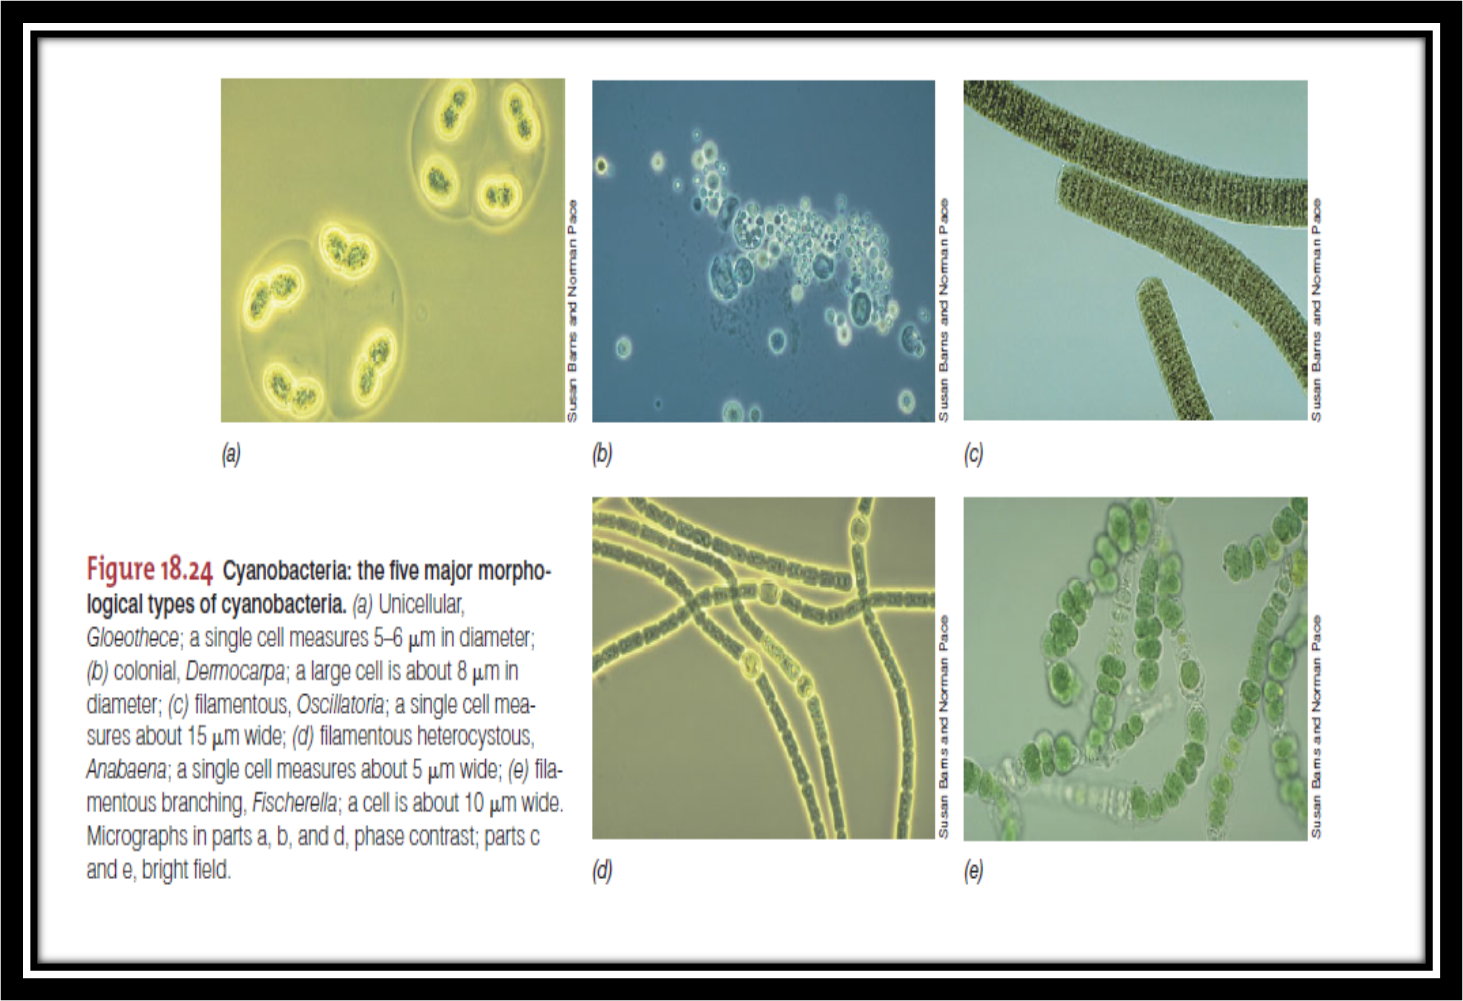 Susan Barns and Norman Pace
Susan Barns and Norman Pace
Susan Barns and Norman Pace
(a)
(b)
(c)
Figure 18.24 Cyanobacteria: the five major morpho-
logical types of cyanobacteria. (a) Unicellular,
Gloeothece; a single cell measures 5–6 μm in diameter;
(b) colonial, Dermocarpa; a large cell is about 8 μm in
diameter; (c) filamentous, Oscillatoria; a single cell mea-
sures about 15 μm wide; (d) filamentous heterocystous,
Anabaena; a single cell measures about 5 μm wide; (e) fila-
mentous branching, Fischerella; a cell is about 10 μm wide.
Micrographs in parts a, b, and d, phase contrast; parts c
and e, bright field.
Susan Barns and Norman Pace
Susan Barns and Norman Pace
(d)
(e)